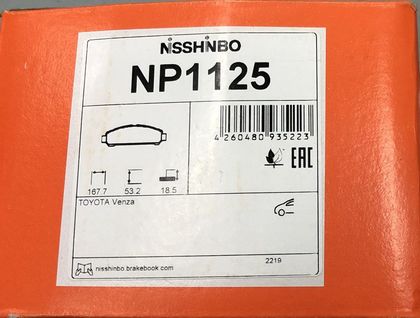 NiSSHiNBO
NP1125
4 260480 935223
EAC
167.7 53.2 18.5
TOYOTA Venza
2219
nisshinbo.brakebook.com